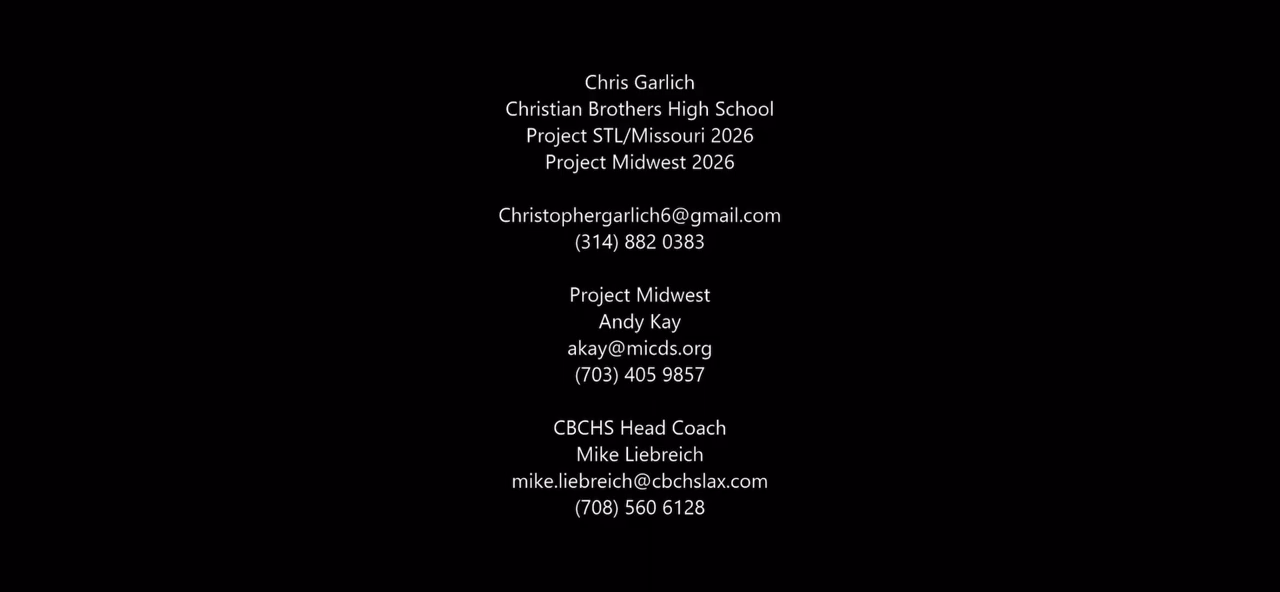 Chris Garlich
Christian Brothers High School
Project STL/Missouri 2026
Project Midwest 2026
Christophergarlich6@gmail.com
(314) 882 0383
Project Midwest
Andy Kay
akay@micds.org
(703) 405 9857
CBCHS Head Coach
Mike Liebreich
mike.liebreich@cbchslax.com
(708) 560 6128